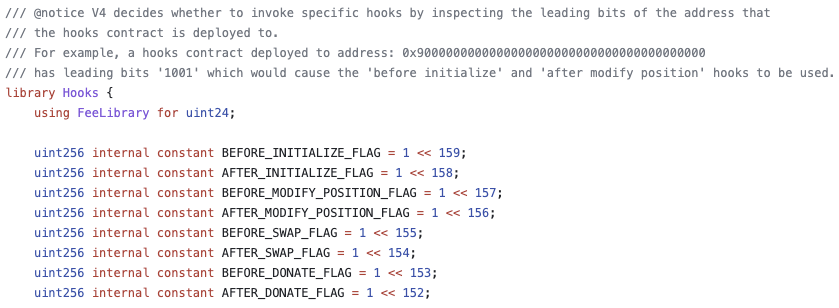 /// @notice V4 decides whether to invoke specific hooks by inspecting the leading bits of the address that
/// the hooks contract is deployed to.
/// For example, a hooks contract deployed to address: 0x9000000000000000000000000000000000000000
/// has leading bits '1001' which would cause the 'before initialize' and 'after modify position' hooks to be used.
library Hooks {
    using FeeLibrary for uint24;

    uint256 internal constant BEFORE_INITIALIZE_FLAG = 1 << 159;
    uint256 internal constant AFTER_INITIALIZE_FLAG = 1 << 158;
    uint256 internal constant BEFORE_MODIFY_POSITION_FLAG = 1 << 157;
    uint256 internal constant AFTER_MODIFY_POSITION_FLAG = 1 << 156;
    uint256 internal constant BEFORE_SWAP_FLAG = 1 << 155;
    uint256 internal constant AFTER_SWAP_FLAG = 1 << 154;
    uint256 internal constant BEFORE_DONATE_FLAG = 1 << 153;
    uint256 internal constant AFTER_DONATE_FLAG = 1 << 152;